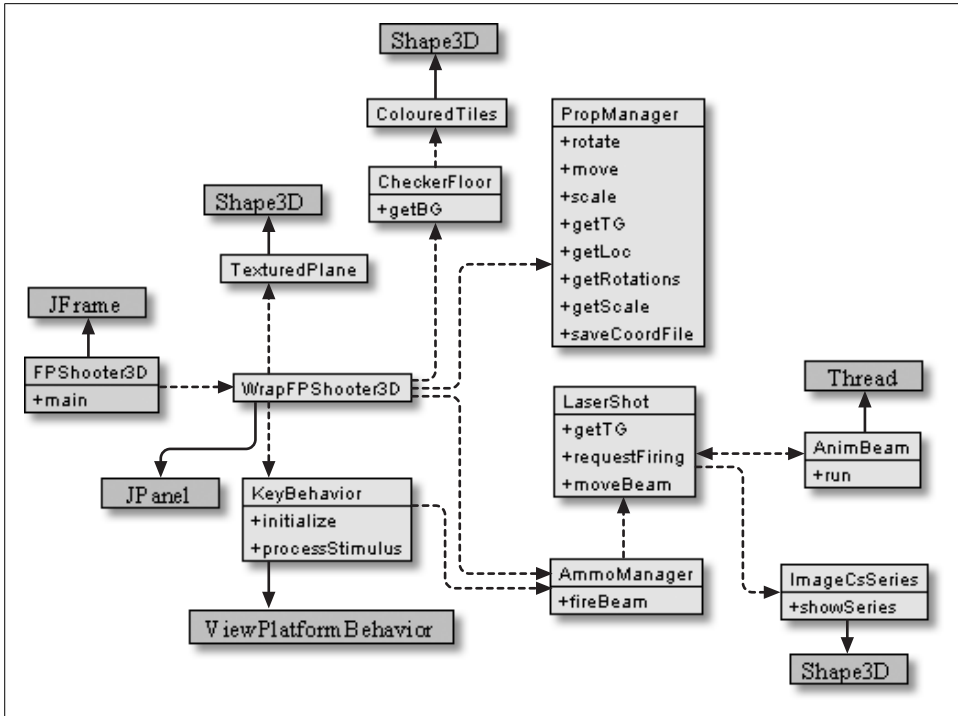 Shape3D
ColouredTiles
CheckerFloor
+getBG
PropManager
+rotate
+move
+scale
+getTG
+getLoc
+getRotations
+getScale
+saveCoordFile
Shape3D
TexturedPlane
JFrame
FPShooter3D
+main
WrapFPShooter3D
JPanel
KeyBehavior
+initialize
+processStimulus
ViewPlatformBehavior
LaserShot
+getTG
+requestFiring
+moveBeam
Thread
AnimBeam
+run
AmmoManager
+fireBeam
ImageCsSeries
+showSeries
Shape3D